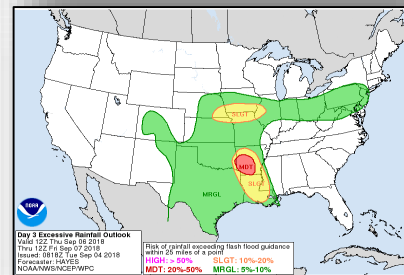 SLGT
MDT
SLGT
MRGL
NOAA
Day 3 Excessive Rainfall Outlook
Valid 12Z Thu Sep 06 2018
Thru 12Z Fri Sep 07 2018
Issued: 0818Z Tue Sep 04 2018
Forecaster: HAYES
NOAA/NWS/NCEP/WPC
Risk of rainfall exceeding flash flood guidance
within 25 miles of a point
HIGH: > 50% SLGT: 10%-20%
MDT: 20%-50% MRGL: 5%-10%